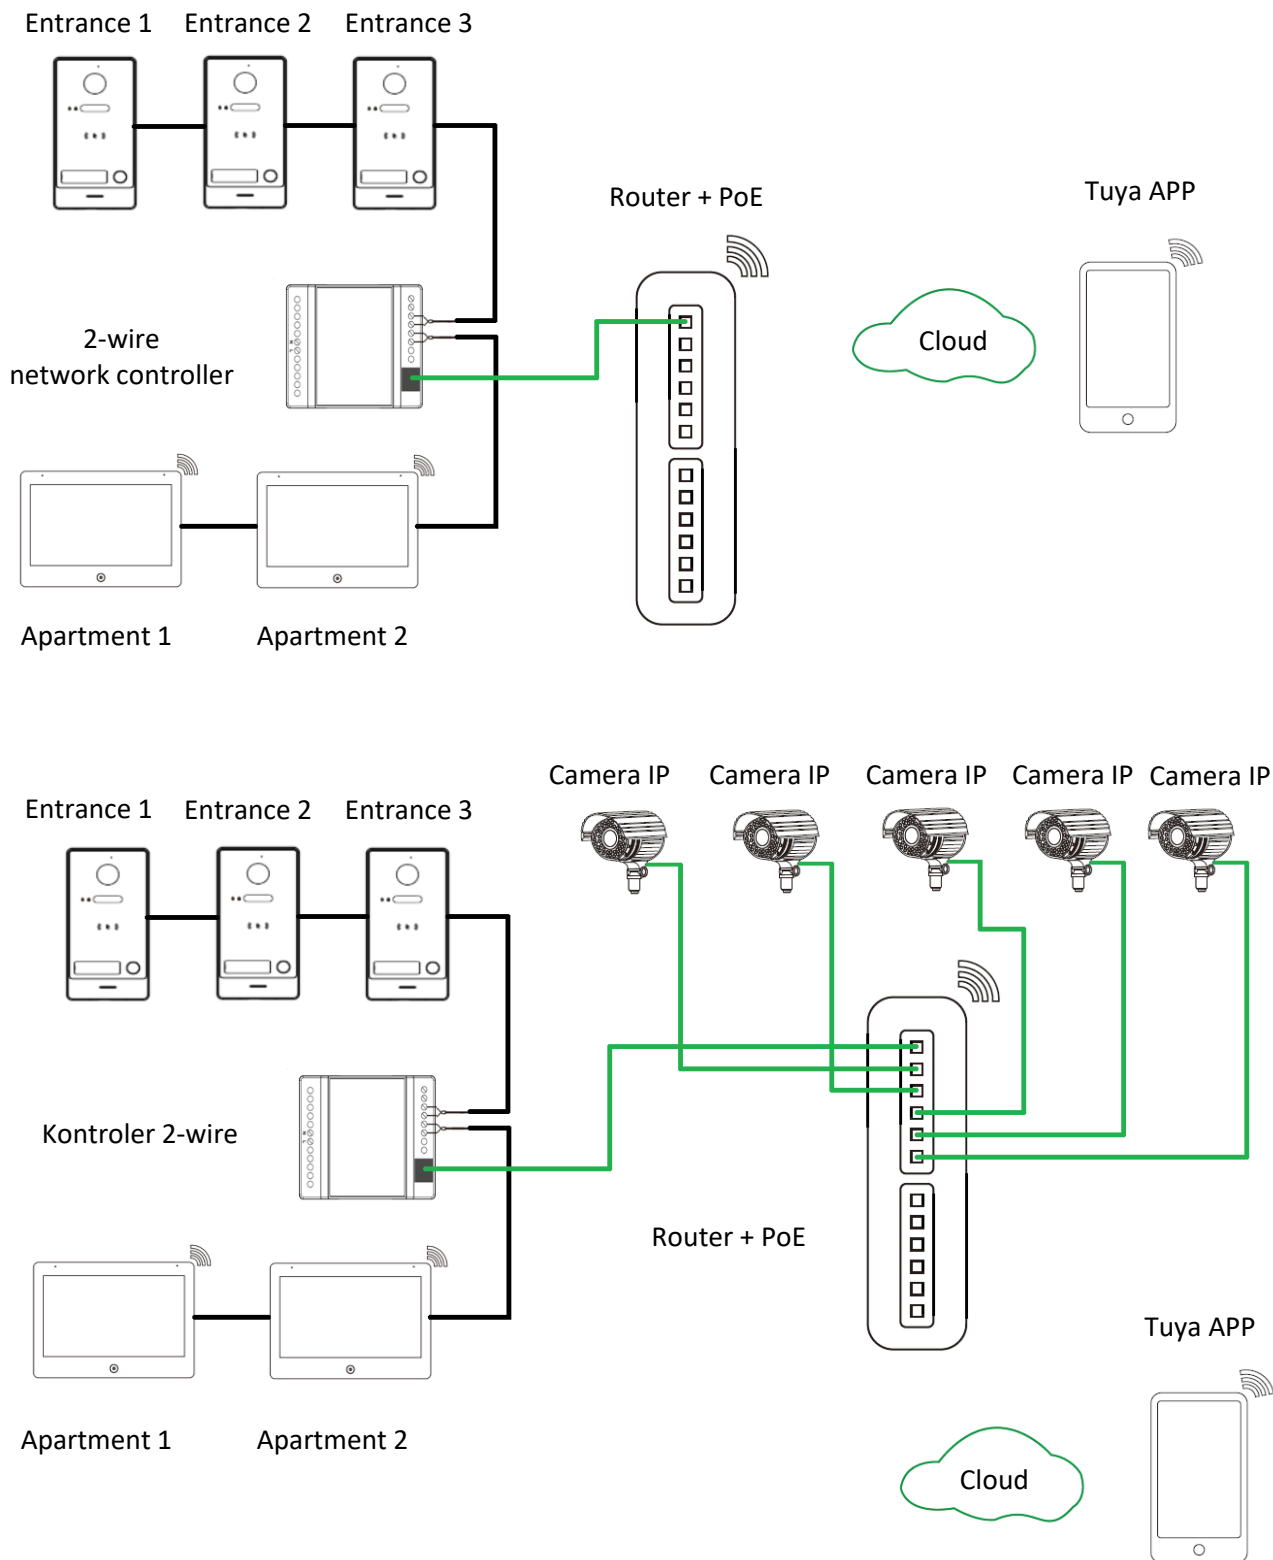 Entrance 1
Entrance 2
Entrance 3
Router + PoE
Tuya APP
2-wire
network controller
Cloud
Apartment 1
Apartment 2
Camera IP
Camera IP
Camera IP
Camera IP
Camera IP
Entrance 1
Entrance 2
Entrance 3
Kontroler 2-wire
Router + PoE
Tuya APP
Apartment 1
Apartment 2
Cloud